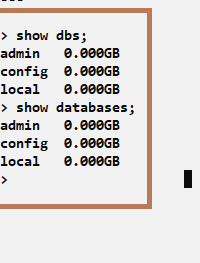 > show dbs;
admin   0.000GB
config  0.000GB
local   0.000GB
> show databases;
admin   0.000GB
config  0.000GB
local   0.000GB
>